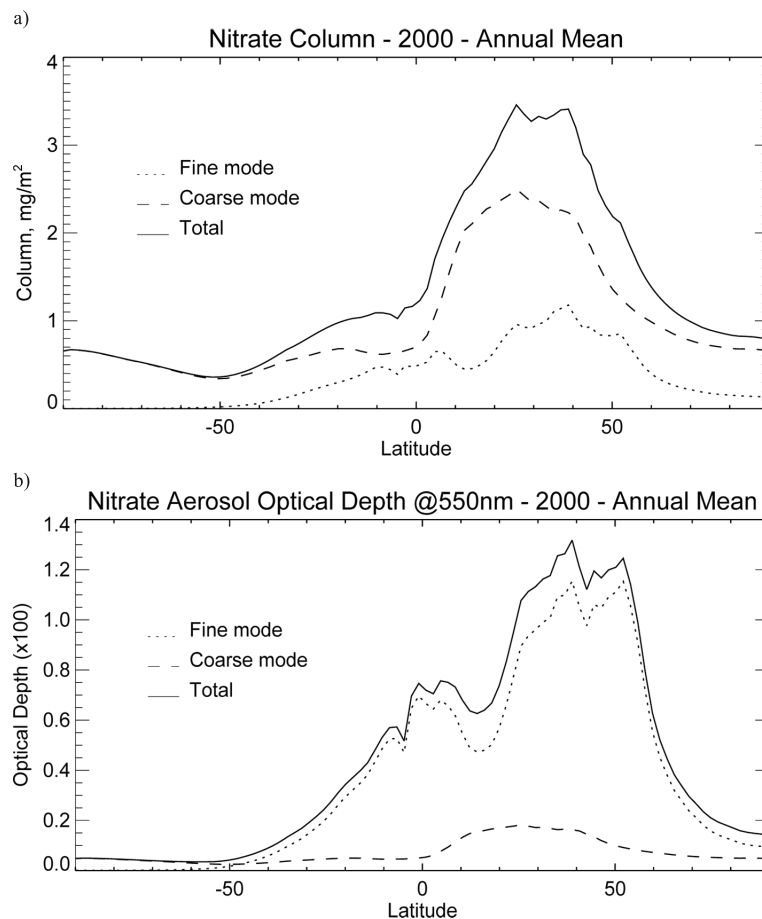 a)
Nitrate Column - 2000 - Annual Mean
4
3
2
1
0
Column, mg/m²
Fine mode
Coarse mode
Total
-50 0 50
Latitude
b)
Nitrate Aerosol Optical Depth @550nm - 2000 - Annual Mean
1.4
1.2
1.0
0.8
0.6
0.4
0.2
0.0
Optical Depth (x100)
Fine mode
Coarse mode
Total
-50 0 50
Latitude